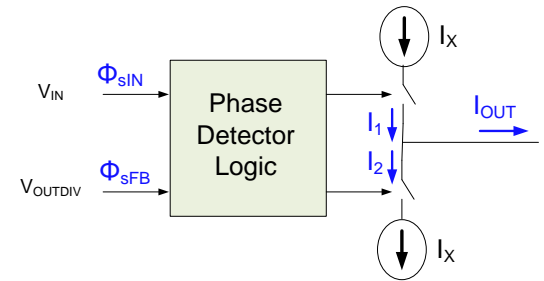 I_X
Φ_sIN
V_IN
Phase
Detector
Logic
I_1
I_OUT
I_2
Φ_sFB
V_OUTDIV
I_X